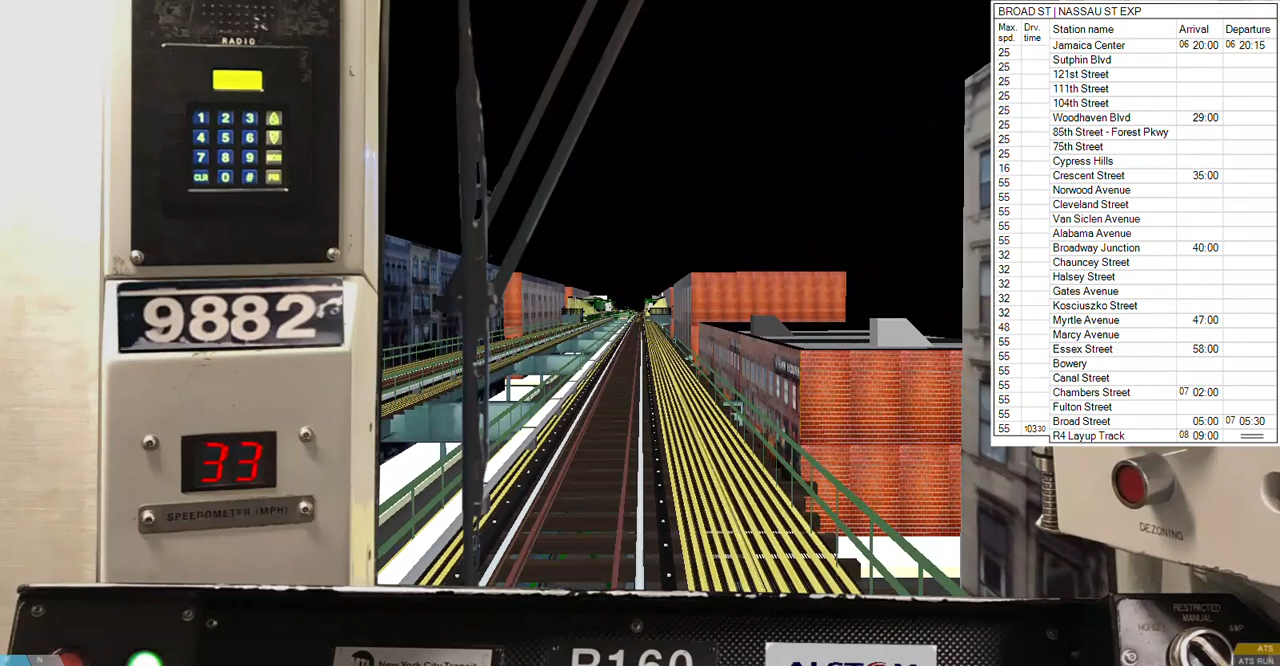 RADIO
1 2 3
4 5 6
7 8 9
CLR 0 #
9882
33
SPEEDOMETER (MPH)
BROAD ST | NASSAU ST EXP
Max. spd. Drv. time Station name Arrival Departure
Jamaica Center 06 20:00 06 20:15
25
Sutphin Blvd
25
121st Street
25
111th Street
25
104th Street
25
Woodhaven Blvd 29:00
25
85th Street - Forest Pkwy
25
75th Street
25
Cypress Hills
16
Crescent Street 35:00
55
Norwood Avenue
55
Cleveland Street
55
Van Siclen Avenue
55
Alabama Avenue
55
Broadway Junction 40:00
32
Chauncey Street
32
Halsey Street
32
Gates Avenue
32
Kosciuszko Street
32
Myrtle Avenue 47:00
48
Marcy Avenue
55
Essex Street 58:00
55
Bowery
55
Canal Street
55
Chambers Street 07 02:00
55
Fulton Street
55
Broad Street 05:00 07 05:30
55 10330
R4 Layup Track 08 09:00
DEZONING
RESTRICTED
MANUAL
New York City Transit
R160
ALSTOM
ATS
ATS RUN